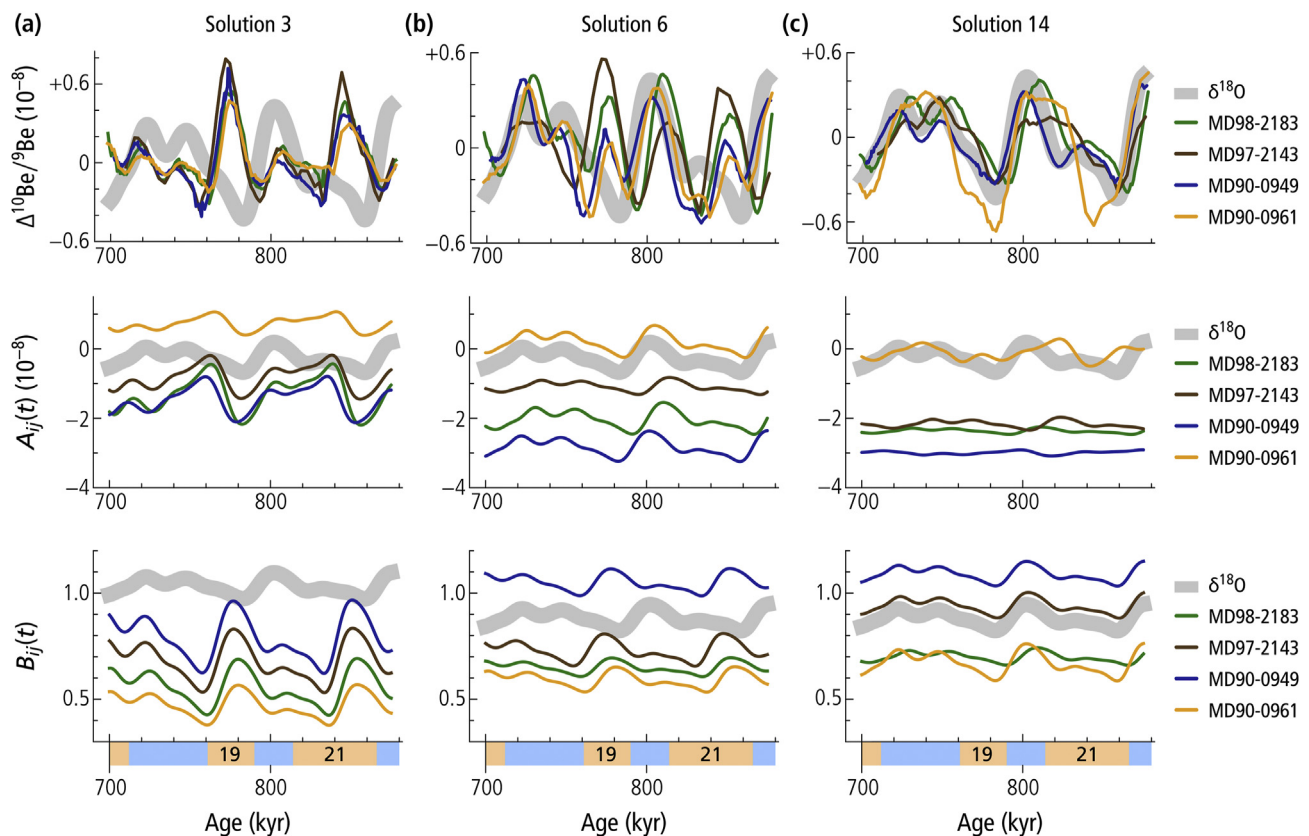 (a) Solution 3 (b) Solution 6 (c) Solution 14
Δ¹⁰Be/⁹Be (10⁻⁸)
+0.6
0
−0.6
700 800
+0.6
0
−0.6
700 800
+0.6
0
−0.6
700 800
δ¹⁸O
MD98-2183
MD97-2143
MD90-0949
MD90-0961
Aᵢⱼ(t) (10⁻⁸)
0
−2
−4
700 800
0
−2
−4
700 800
0
−2
−4
700 800
δ¹⁸O
MD98-2183
MD97-2143
MD90-0949
MD90-0961
Bᵢⱼ(t)
1.0
0.5
19 21
700 800
Age (kyr)
1.0
0.5
19 21
700 800
Age (kyr)
1.0
0.5
19 21
700 800
Age (kyr)
δ¹⁸O
MD98-2183
MD97-2143
MD90-0949
MD90-0961